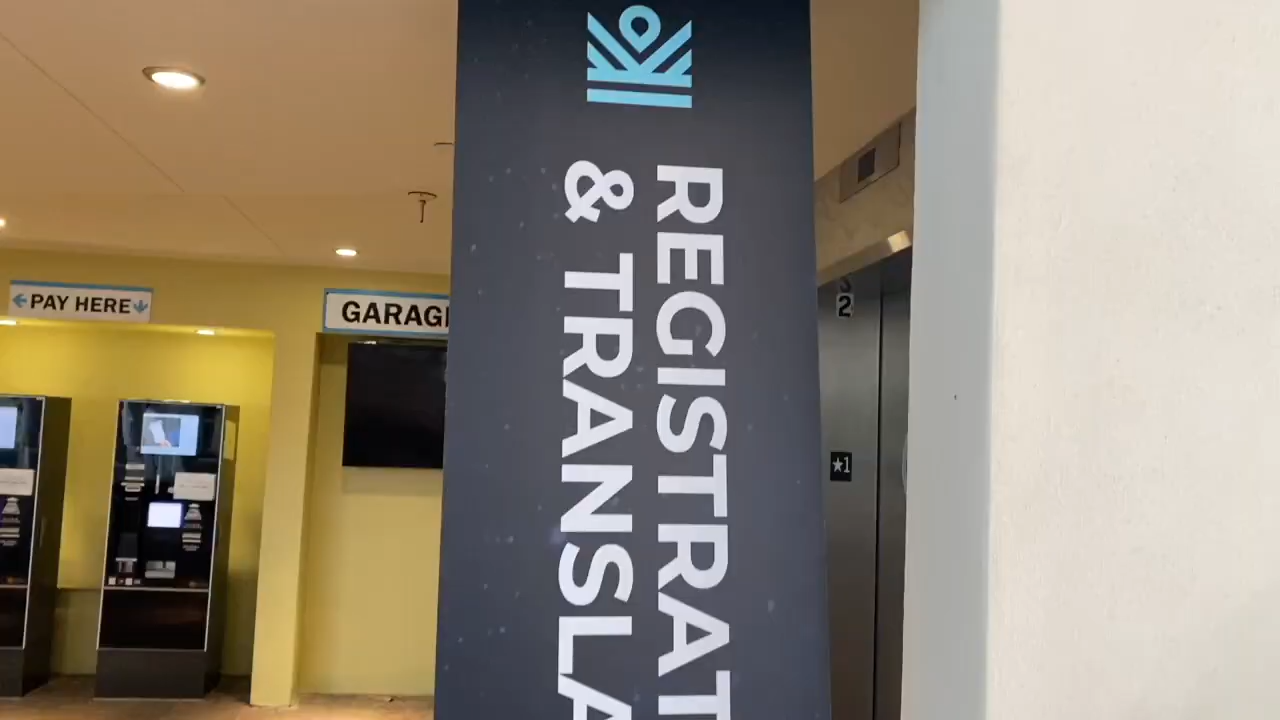 REGISTRAT
& TRANSLA
PAY HERE
GARAG
2
★1